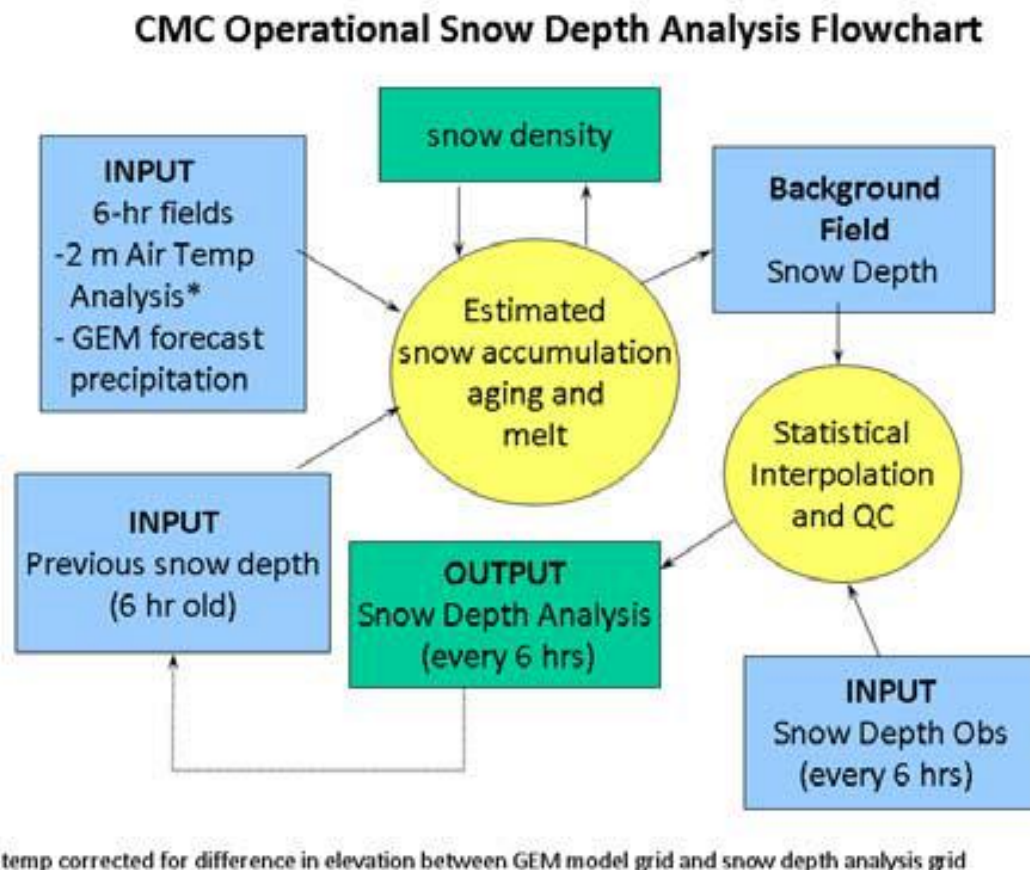 CMC Operational Snow Depth Analysis Flowchart
snow density
INPUT
6-hr fields
-2 m Air Temp
Analysis*
- GEM forecast
precipitation
Background
Field
Snow Depth
Estimated
snow accumulation
aging and
melt
Statistical
Interpolation
and QC
INPUT
Previous snow depth
(6 hr old)
OUTPUT
Snow Depth Analysis
(every 6 hrs)
INPUT
Snow Depth Obs
(every 6 hrs)
temp corrected for difference in elevation between GEM model grid and snow depth analysis grid